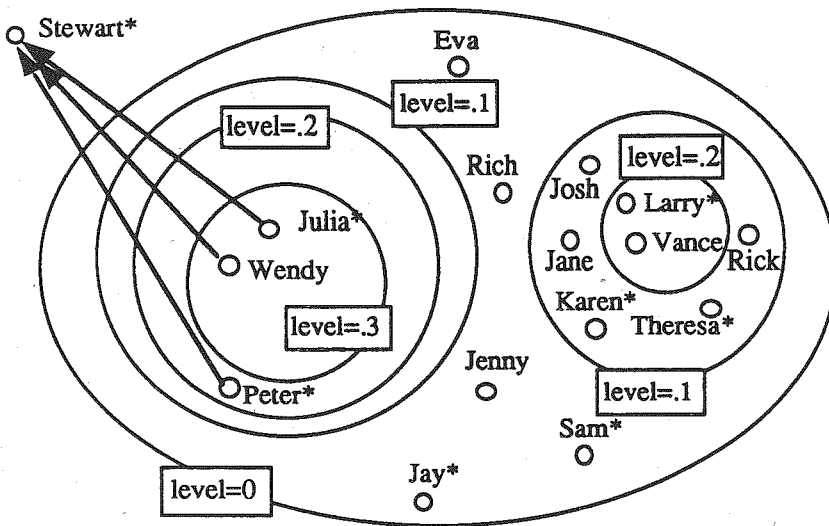 Stewart*
Eva
level=.1
level=.2
Rich
Josh
level=.2
Larry*
Julia*
Vance
Jane
Rick
Wendy
Karen*
Theresa*
level=.3
Jenny
Peter*
level=.1
Sam*
Jay*
level=0